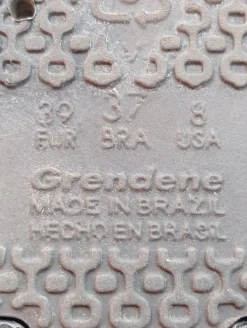 39 37 8
EUR BRA USA
Grendene
MADE IN BRAZIL
HECHO EN BRASIL